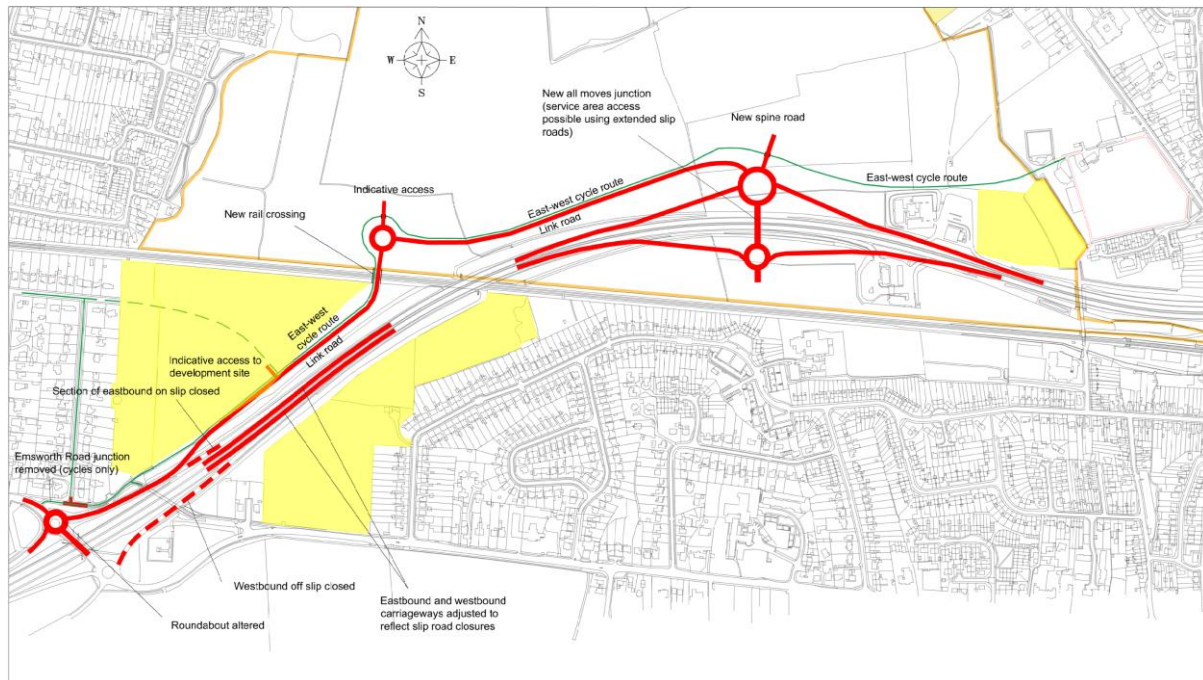 N
W
E
S
New all moves junction
(service area access
possible using extended slip
roads)
New spine road
Indicative access
East-west cycle route
East-west cycle route
Link road
New rail crossing
East-west
cycle route
Link road
Indicative access to
development site
Section of eastbound on slip closed
Emsworth Road junction
removed (cycles only)
Westbound off slip closed
Eastbound and westbound
carriageways adjusted to
reflect slip road closures
Roundabout altered